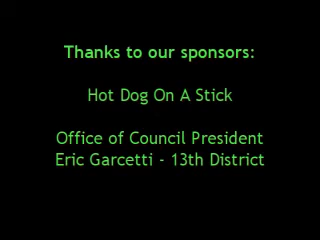 Thanks to our sponsors:
Hot Dog On A Stick
Office of Council President
Eric Garcetti - 13th District